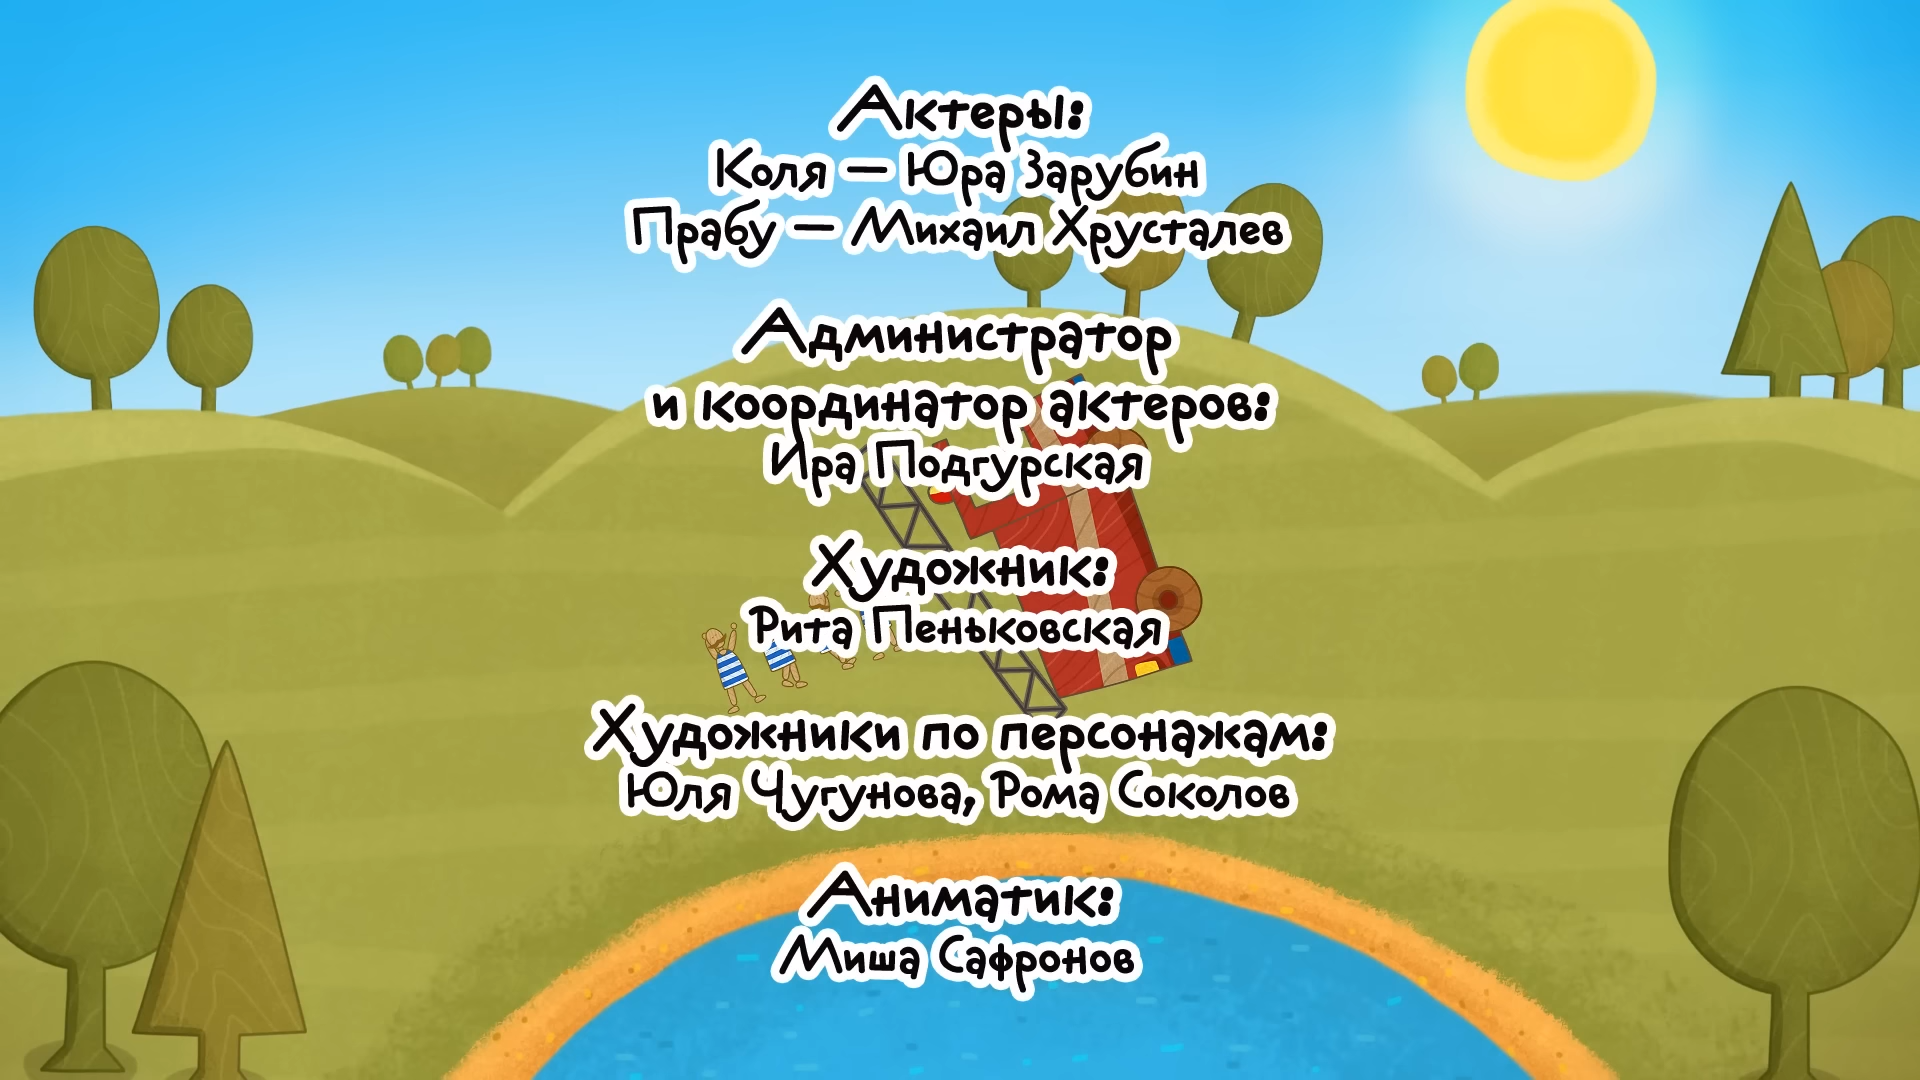 Актеры:
Коля — Юра Зарубин
Прабу — Михаил Хрусталев
Администратор
и координатор актеров:
Ира Подгурская
Художник:
Рита Пеньковская
Художники по персонажам:
Юля Чугунова, Рома Соколов
Аниматик:
Миша Сафронов